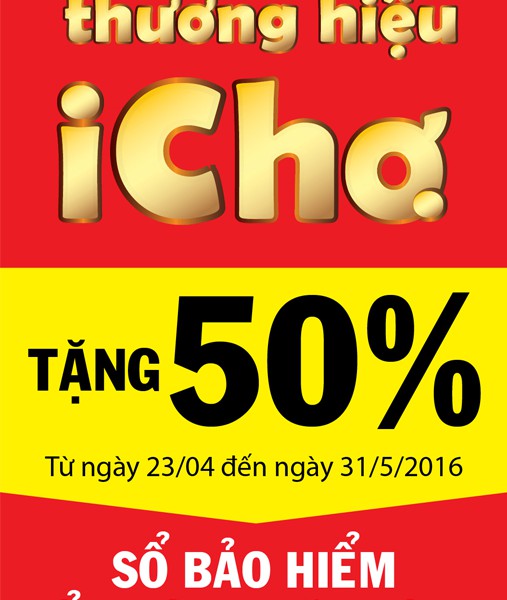 thương hiệu
iChợ
TẶNG 50%
Từ ngày 23/04 đến ngày 31/5/2016
SỔ BẢO HIỂM